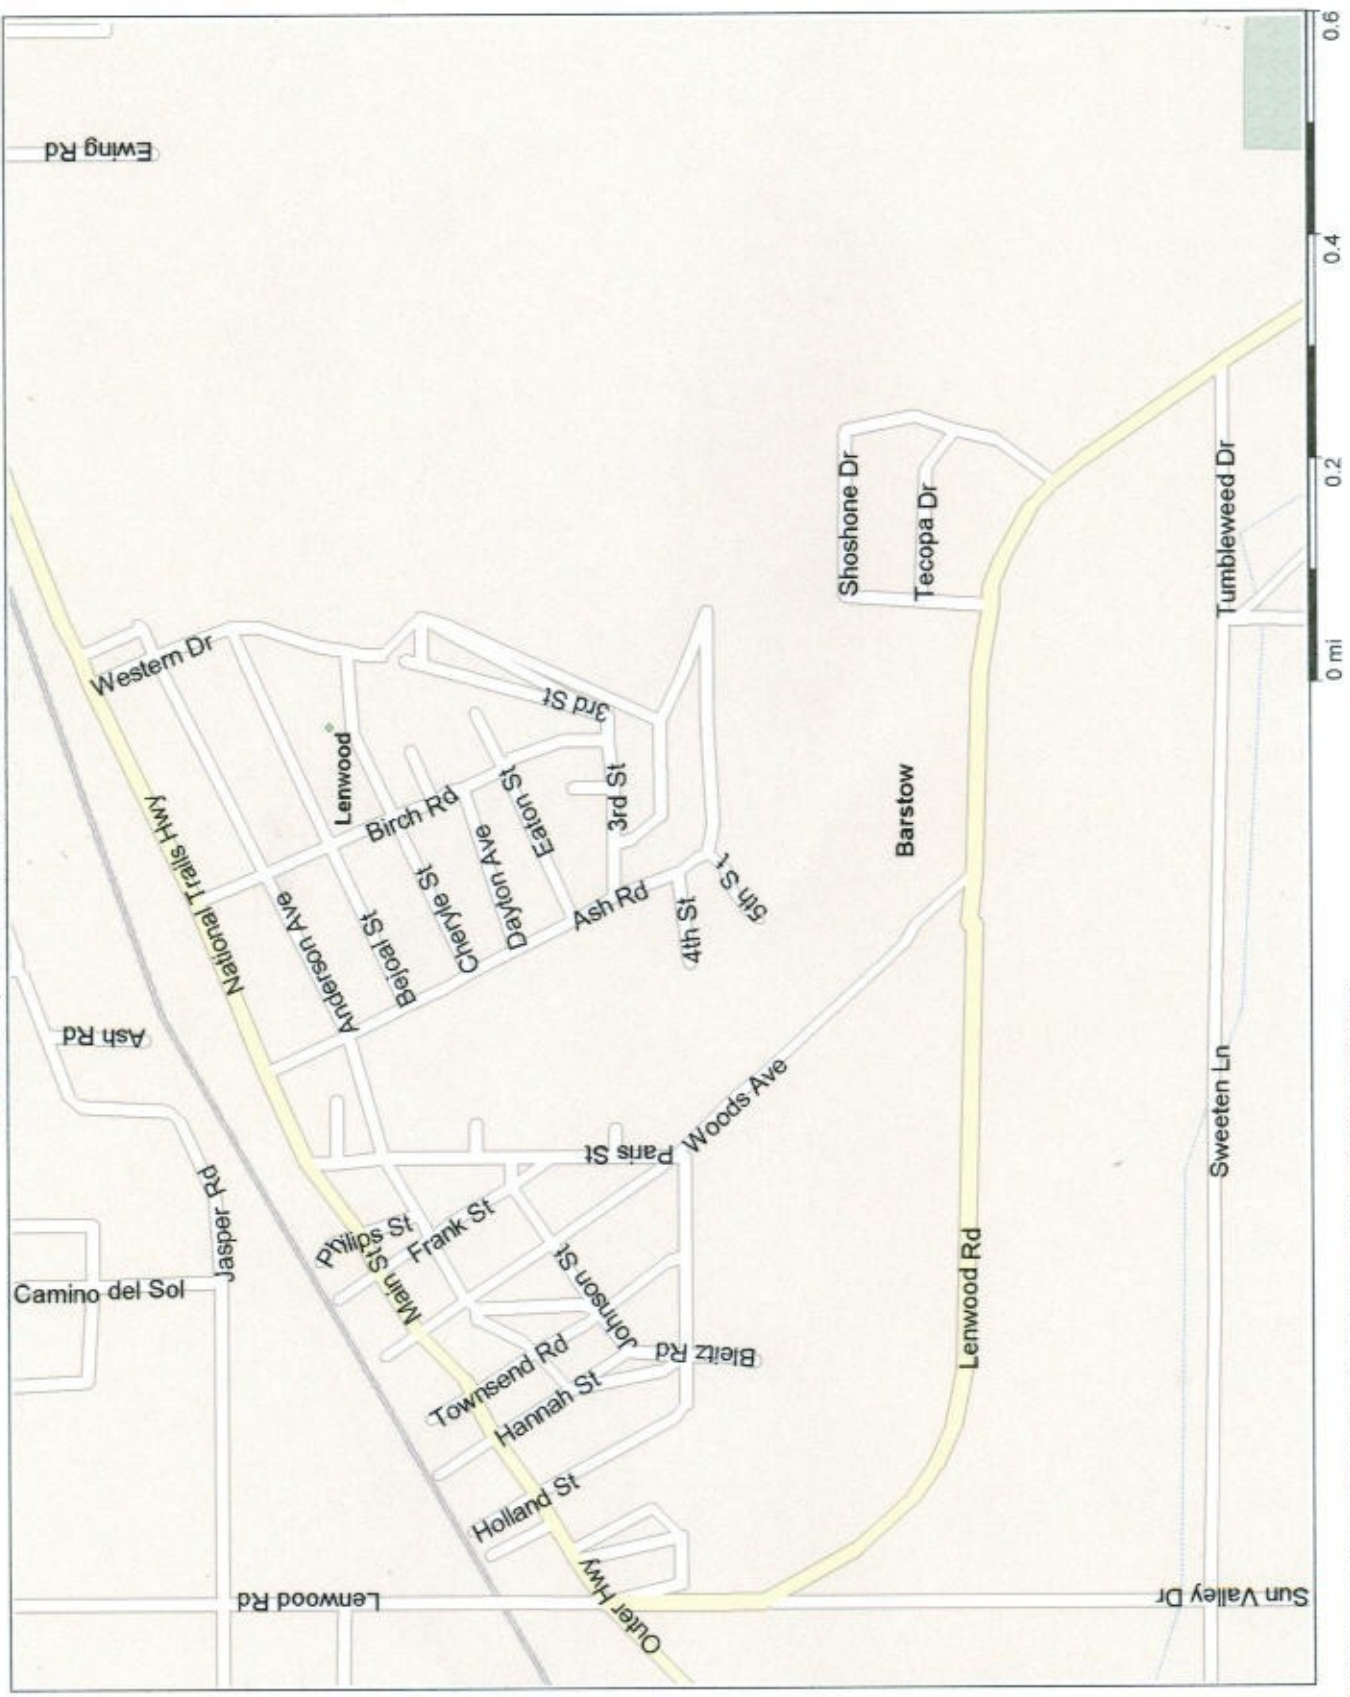 Ewing Rd
Western Dr
National Trails Hwy
Lenwood
Birch Rd
3rd St
3rd St
Eaton St
Dayton Ave
Cheryle St
Bejoal St
Anderson Ave
Ash Rd
4th St
5th St
Ash Rd
Shoshone Dr
Tecopa Dr
Tumbleweed Dr
Barstow
Woods Ave
Paris St
Jasper Rd
Camino del Sol
Philips St
Main St
Frank St
Johnson St
Bleitz Rd
Townsend Rd
Hannah St
Holland St
Lenwood Rd
Sweeten Ln
Lenwood Rd
Outer Hwy
Sun Valley Dr
0 mi
0.2
0.4
0.6